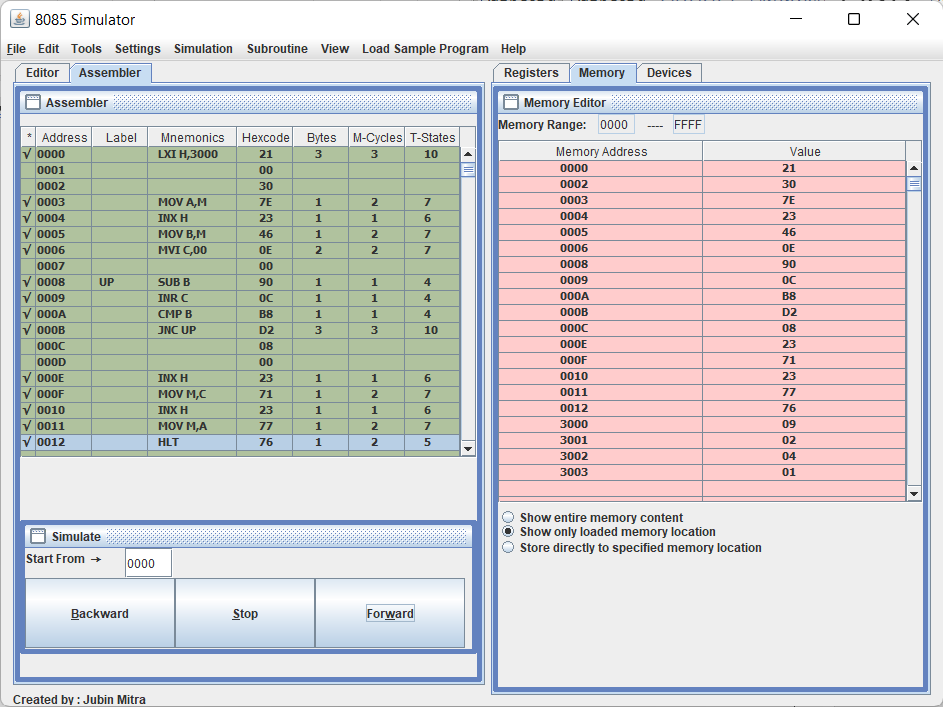 8085 Simulator
File Edit Tools Settings Simulation Subroutine View Load Sample Program Help
Editor Assembler
Assembler
* Address Label Mnemonics Hexcode Bytes M-Cycles T-States
√ 0000 LXI H,3000 21 3 3 10
0001 00
0002 30
√ 0003 MOV A,M 7E 1 2 7
√ 0004 INX H 23 1 1 6
√ 0005 MOV B,M 46 1 2 7
√ 0006 MVI C,00 0E 2 2 7
0007 00
√ 0008 UP SUB B 90 1 1 4
√ 0009 INR C 0C 1 1 4
√ 000A CMP B B8 1 1 4
√ 000B JNC UP D2 3 3 10
000C 08
000D 00
√ 000E INX H 23 1 1 6
√ 000F MOV M,C 71 1 2 7
√ 0010 INX H 23 1 1 6
√ 0011 MOV M,A 77 1 2 7
√ 0012 HLT 76 1 2 5
Simulate
Start From → 0000
Backward Stop Forward
Registers Memory Devices
Memory Editor
Memory Range: 0000 ---- FFFF
Memory Address Value
0000 21
0002 30
0003 7E
0004 23
0005 46
0006 0E
0008 90
0009 0C
000A B8
000B D2
000C 08
000E 23
000F 71
0010 23
0011 77
0012 76
3000 09
3001 02
3002 04
3003 01
Show entire memory content
Show only loaded memory location
Store directly to specified memory location
Created by : Jubin Mitra